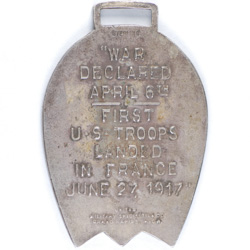 "WAR
DECLARED
APRIL 6TH
FIRST
U·S·TROOPS
LANDED
IN FRANCE
JUNE 27, 1917"